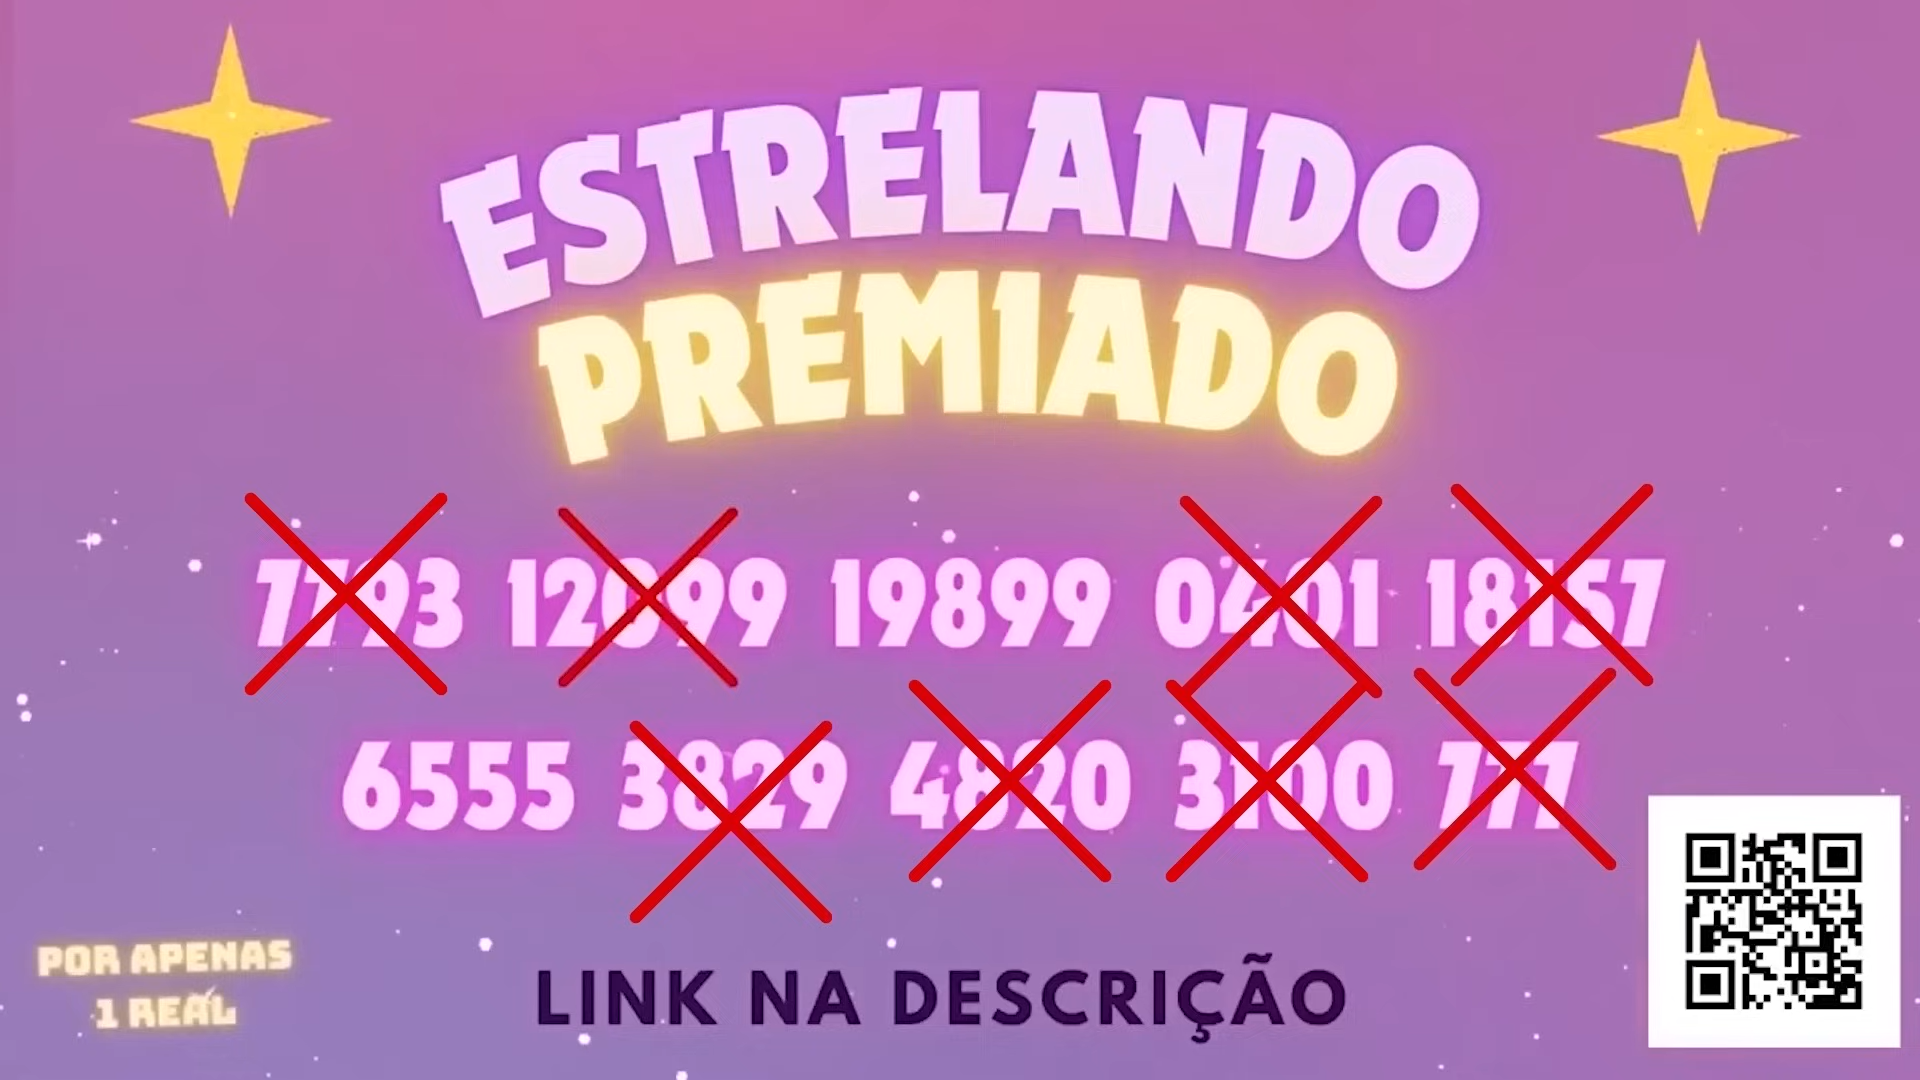 ESTRELANDO
PREMIADO
7793 12099 19899 0401 18157
6555 3829 4820 3100 777
POR APENAS
1 REAL
LINK NA DESCRIÇÃO